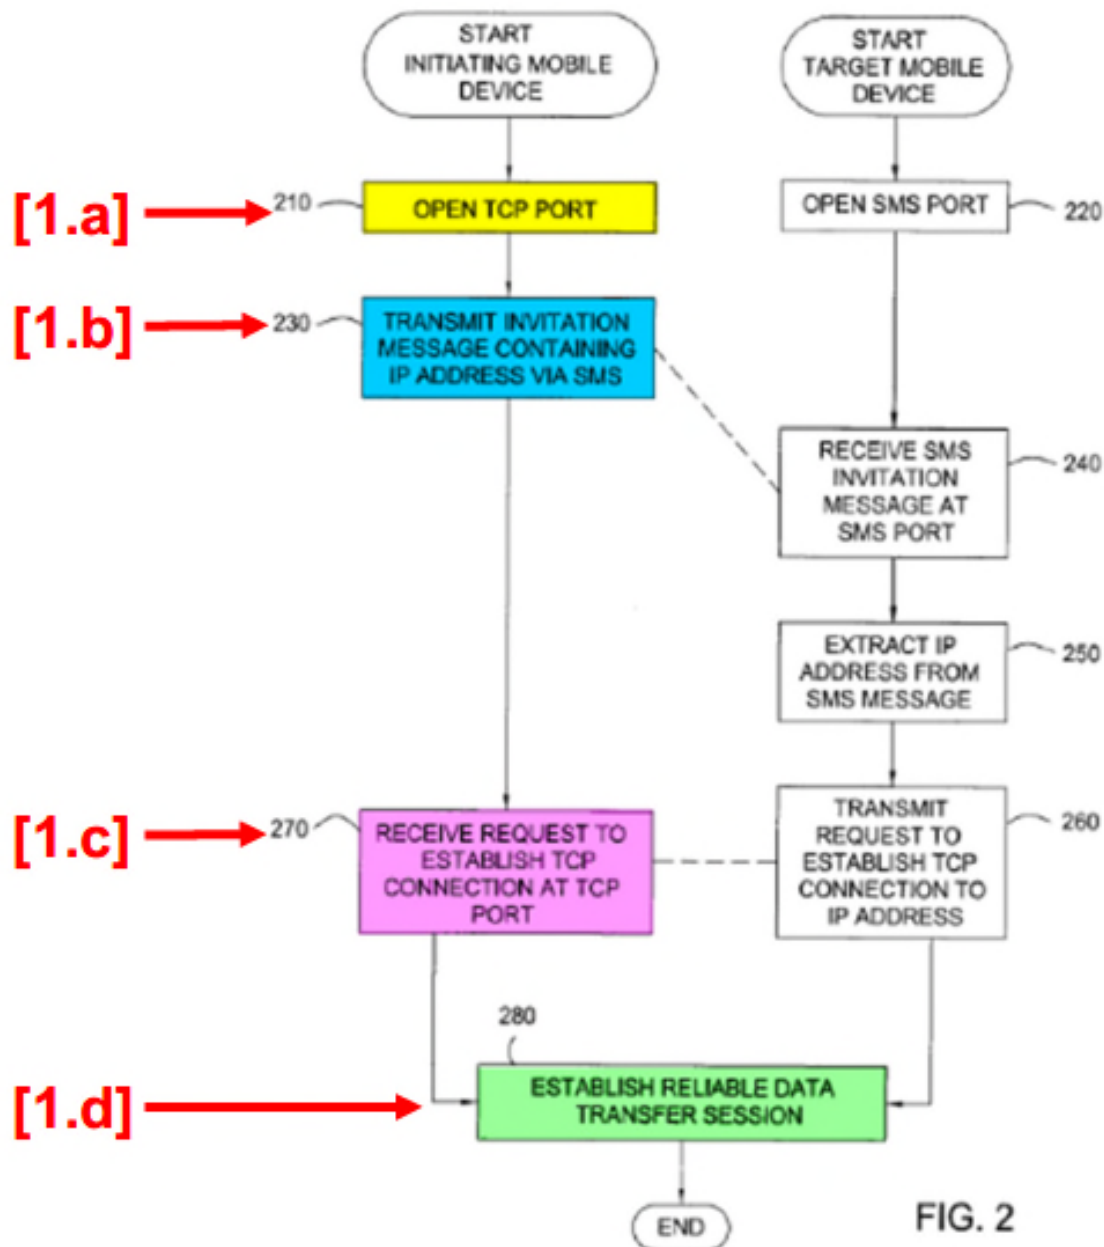 START
INITIATING MOBILE
DEVICE
START
TARGET MOBILE
DEVICE
[1.a]
210
OPEN TCP PORT
OPEN SMS PORT
220
[1.b]
230
TRANSMIT INVITATION
MESSAGE CONTAINING
IP ADDRESS VIA SMS
RECEIVE SMS
INVITATION
MESSAGE AT
SMS PORT
240
EXTRACT IP
ADDRESS FROM
SMS MESSAGE
250
[1.c]
270
RECEIVE REQUEST TO
ESTABLISH TCP
CONNECTION AT TCP
PORT
TRANSMIT
REQUEST TO
ESTABLISH TCP
CONNECTION TO
IP ADDRESS
260
280
[1.d]
ESTABLISH RELIABLE DATA
TRANSFER SESSION
END
FIG. 2